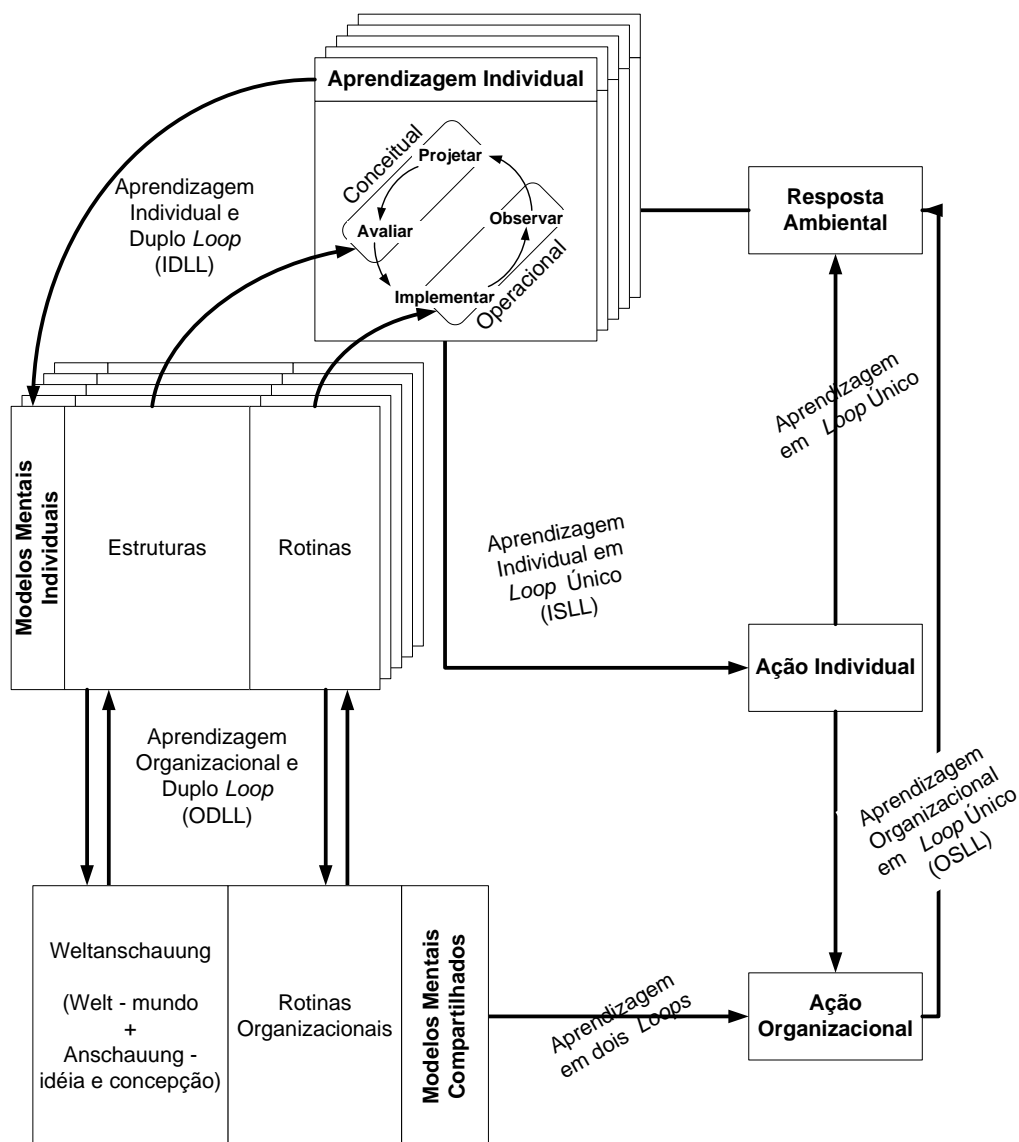 Aprendizagem Individual
Conceitual
Projetar
Avaliar
Observar
Implementar
Operacional
Aprendizagem
Individual e
Duplo Loop
(IDLL)
Resposta
Ambiental
Aprendizagem
em Loop Único
Modelos Mentais
Individuais
Estruturas
Rotinas
Aprendizagem
Individual em
Loop Único
(ISLL)
Ação Individual
Aprendizagem
Organizacional e
Duplo Loop
(ODLL)
Aprendizagem
Organizacional
em Loop Único
(OSLL)
Weltanschauung
(Welt - mundo
+
Anschauung -
idéia e concepção)
Rotinas
Organizacionais
Modelos Mentais
Compartilhados
Aprendizagem
em dois Loops
Ação
Organizacional